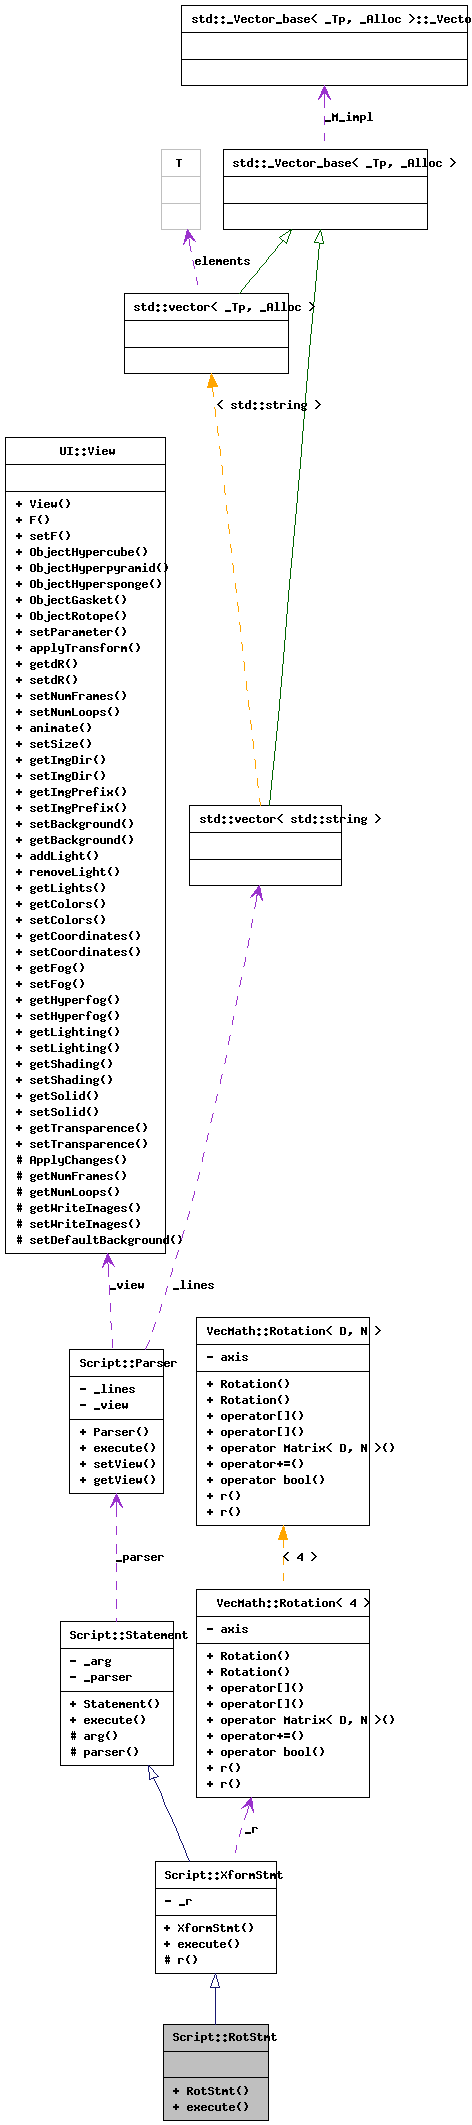 std::_Vector_base< _Tp, _Alloc >::_Vecto
_M_impl
T
std::_Vector_base< _Tp, _Alloc >
elements
std::vector< _Tp, _Alloc >
< std::string >
UI::View
+ View()
+ F()
+ setF()
+ ObjectHypercube()
+ ObjectHyperpyramid()
+ ObjectHypersponge()
+ ObjectGasket()
+ ObjectRotope()
+ setParameter()
+ applyTransform()
+ getdR()
+ setdR()
+ setNumFrames()
+ setNumLoops()
+ animate()
+ setSize()
+ getImgDir()
+ setImgDir()
+ getImgPrefix()
+ setImgPrefix()
+ setBackground()
+ getBackground()
+ addLight()
+ removeLight()
+ getLights()
+ getColors()
+ setColors()
+ getCoordinates()
+ setCoordinates()
+ getFog()
+ setFog()
+ getHyperfog()
+ setHyperfog()
+ getLighting()
+ setLighting()
+ getShading()
+ setShading()
+ getSolid()
+ setSolid()
+ getTransparence()
+ setTransparence()
# ApplyChanges()
# getNumFrames()
# getNumLoops()
# getWriteImages()
# setWriteImages()
# setDefaultBackground()
std::vector< std::string >
_view
_lines
Script::Parser
- _lines
- _view
+ Parser()
+ execute()
+ setView()
+ getView()
VecMath::Rotation< D, N >
- axis
+ Rotation()
+ Rotation()
+ operator[]()
+ operator[]()
+ operator Matrix< D, N >()
+ operator+=()
+ operator bool()
+ r()
+ r()
_parser
< 4 >
Script::Statement
- _arg
- _parser
+ Statement()
+ execute()
# arg()
# parser()
VecMath::Rotation< 4 >
- axis
+ Rotation()
+ Rotation()
+ operator[]()
+ operator[]()
+ operator Matrix< D, N >()
+ operator+=()
+ operator bool()
+ r()
+ r()
_r
Script::XformStmt
- _r
+ XformStmt()
+ execute()
# r()
Script::RotStmt
+ RotStmt()
+ execute()